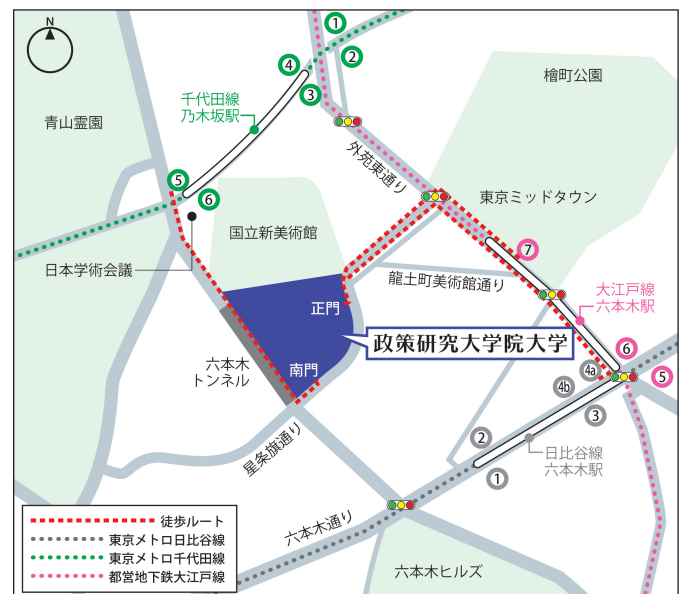 N
①
②
④
③
千代田線
乃木坂駅
檜町公園
青山霊園
外苑東通り
⑤
⑥
東京ミッドタウン
国立新美術館
⑦
日本学術会議
龍土町美術館通り
大江戸線
六本木駅
正門
政策研究大学院大学
六本木
トンネル
南門
⑥
4a
⑤
4b
③
星条旗通り
②
①
日比谷線
六本木駅
六本木通り
六本木ヒルズ
徒歩ルート
東京メトロ日比谷線
東京メトロ千代田線
都営地下鉄大江戸線